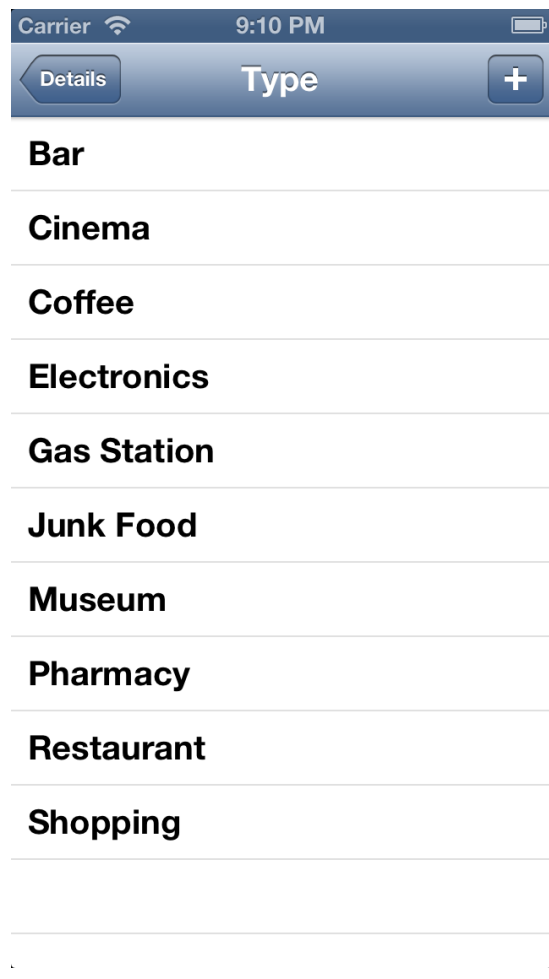 Carrier 9:10 PM
Details Type +
Bar
Cinema
Coffee
Electronics
Gas Station
Junk Food
Museum
Pharmacy
Restaurant
Shopping